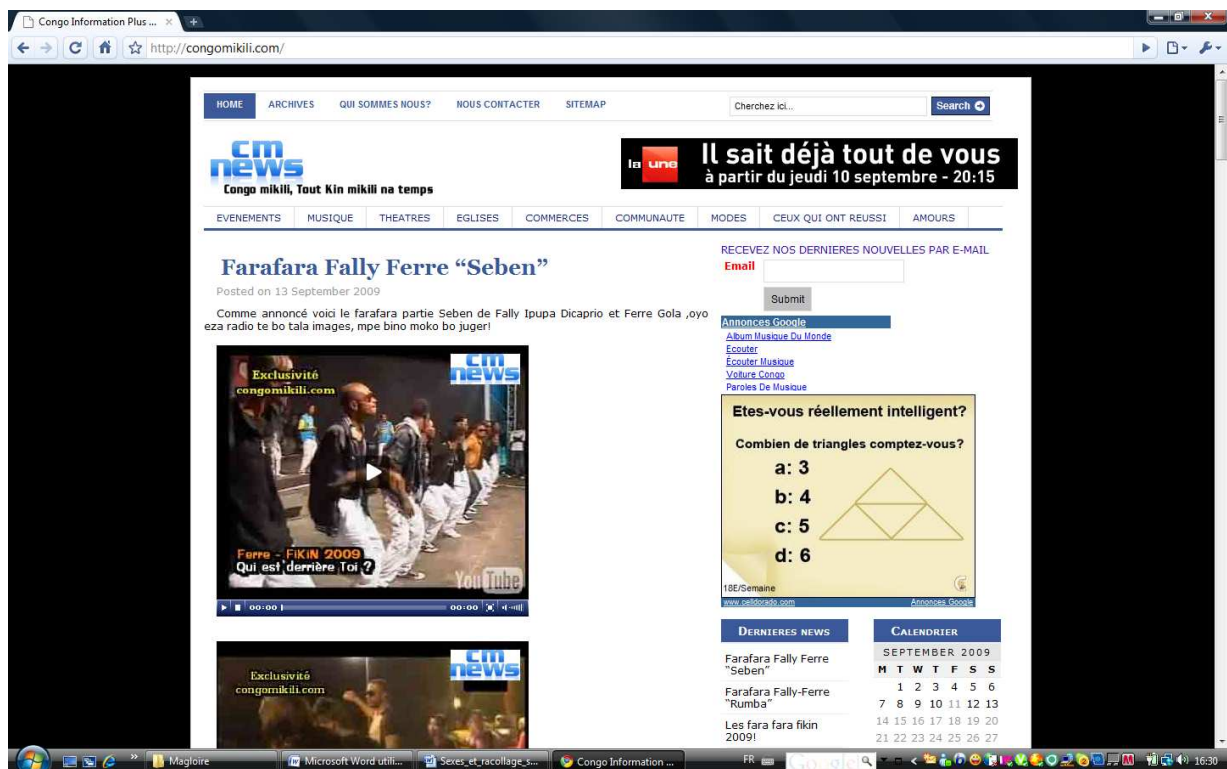 Congo Information Plus ...
http://congomikili.com/
HOME ARCHIVES QUI SOMMES NOUS? NOUS CONTACTER SITEMAP
Cherchez ici... Search
cm news
Congo mikili, Tout Kin mikili na temps
la une
Il sait déjà tout de vous
à partir du jeudi 10 septembre - 20:15
EVENEMENTS MUSIQUE THEATRES EGLISES COMMERCES COMMUNAUTE MODES CEUX QUI ONT REUSSI AMOURS
Farafara Fally Ferre “Seben”
Posted on 13 September 2009
Comme annoncé voici le farafara partie Seben de Fally Ipupa Dicaprio et Ferre Gola ,oyo
eza radio te bo tala images, mpe bino moko bo juger!
Exclusivité
congomikili.com
cm news
Ferre - FiKiN 2009
Qui est derrière Toi ?
You Tube
00:00 00:00
Exclusivité
congomikili.com
cm news
RECEVEZ NOS DERNIERES NOUVELLES PAR E-MAIL
Email
Submit
Annonces Google
Album Musique Du Monde
Ecouter
Écouter Musique
Voiture Congo
Paroles De Musique
Etes-vous réellement intelligent?
Combien de triangles comptez-vous?
a: 3
b: 4
c: 5
d: 6
18E/Semaine
www.celldorado.com Annonces Google
DERNIERES NEWS
Farafara Fally Ferre
“Seben”
Farafara Fally-Ferre
“Rumba”
Les fara fara fikin
2009!
CALENDRIER
SEPTEMBER 2009
M T W T F S S
1 2 3 4 5 6
7 8 9 10 11 12 13
14 15 16 17 18 19 20
21 22 23 24 25 26 27
Magloire
Microsoft Word utili...
Sexes_et_racollage_s...
Congo Information ...
FR
Google
16:30